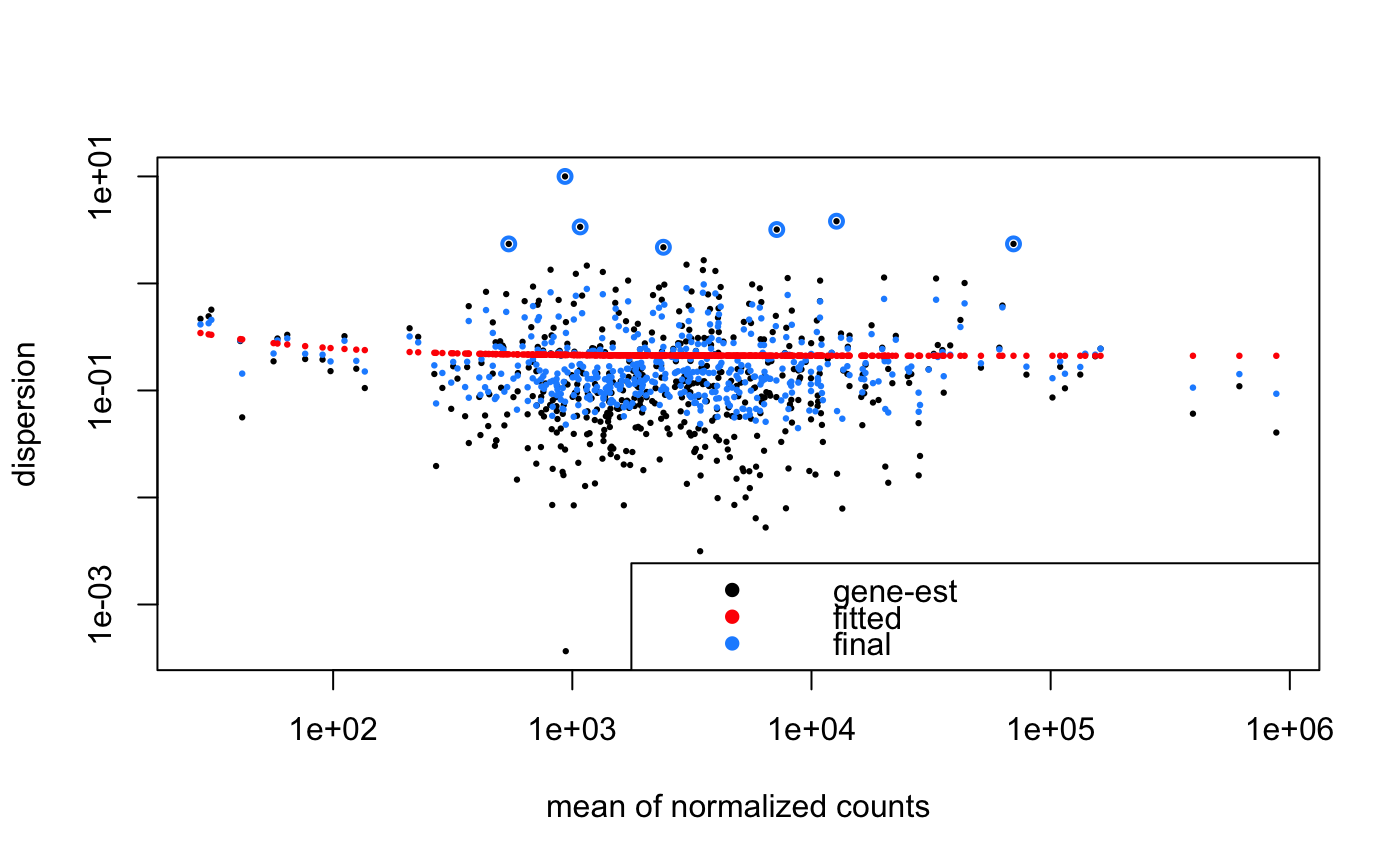 dispersion
1e+01
1e-01
1e-03
gene-est
fitted
final
1e+02 1e+03 1e+04 1e+05 1e+06
mean of normalized counts